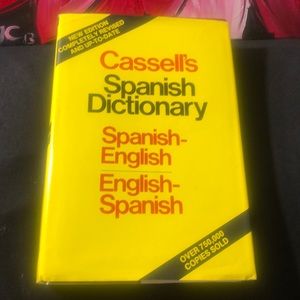 NEW EDITION
COMPLETELY REVISED
AND UP-TO-DATE
Cassell's
Spanish
Dictionary
Spanish-
English
English-
Spanish
OVER 750,000
COPIES SOLD